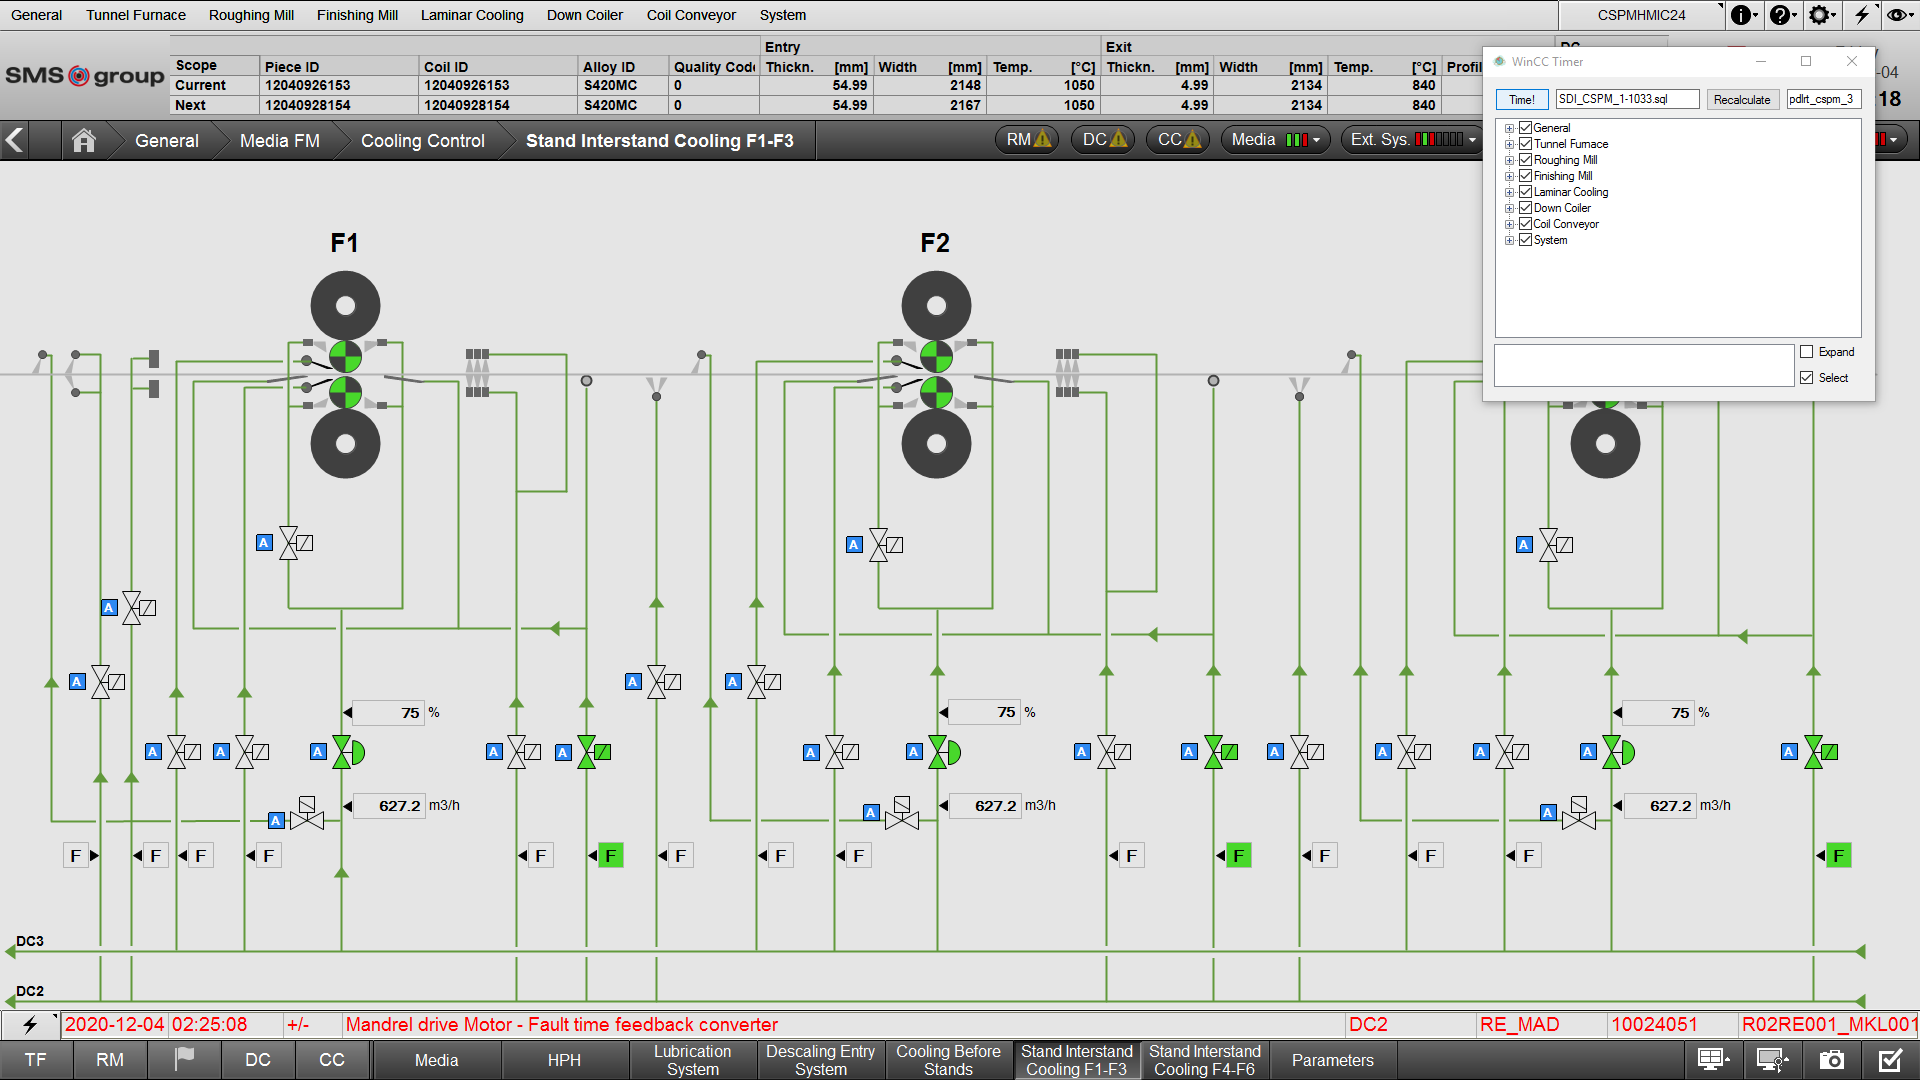 General Tunnel Furnace Roughing Mill Finishing Mill Laminar Cooling Down Coiler Coil Conveyor System CSPMHMIC24
SMS group
Entry Exit
Scope Piece ID Coil ID Alloy ID Quality Code Thickn. [mm] Width [mm] Temp. [°C] Thickn. [mm] Width [mm] Temp. [°C] Profil
Current 12040926153 12040926153 S420MC 0 54.99 2148 1050 4.99 2134 840
Next 12040928154 12040928154 S420MC 0 54.99 2167 1050 4.99 2134 840
-04
18
General Media FM Cooling Control Stand Interstand Cooling F1-F3 RM DC CC Media Ext. Sys.
WinCC Timer
Time! SDI_CSPM_1-1033.sql Recalculate pdlrt_cspm_3
General
Tunnel Furnace
Roughing Mill
Finishing Mill
Laminar Cooling
Down Coiler
Coil Conveyor
System
Expand
Select
F1 F2
A A A
A
A A A
75 % 75 % 75 %
A A A A A A A A A A A A A
A A A
627.2 m3/h 627.2 m3/h 627.2 m3/h
F F F F F F F F F F F F F F F
DC3
DC2
2020-12-04 02:25:08 +/- Mandrel drive Motor - Fault time feedback converter DC2 RE_MAD 10024051 R02RE001_MKL001
TF RM DC CC Media HPH Lubrication System Descaling Entry System Cooling Before Stands Stand Interstand Cooling F1-F3 Stand Interstand Cooling F4-F6 Parameters